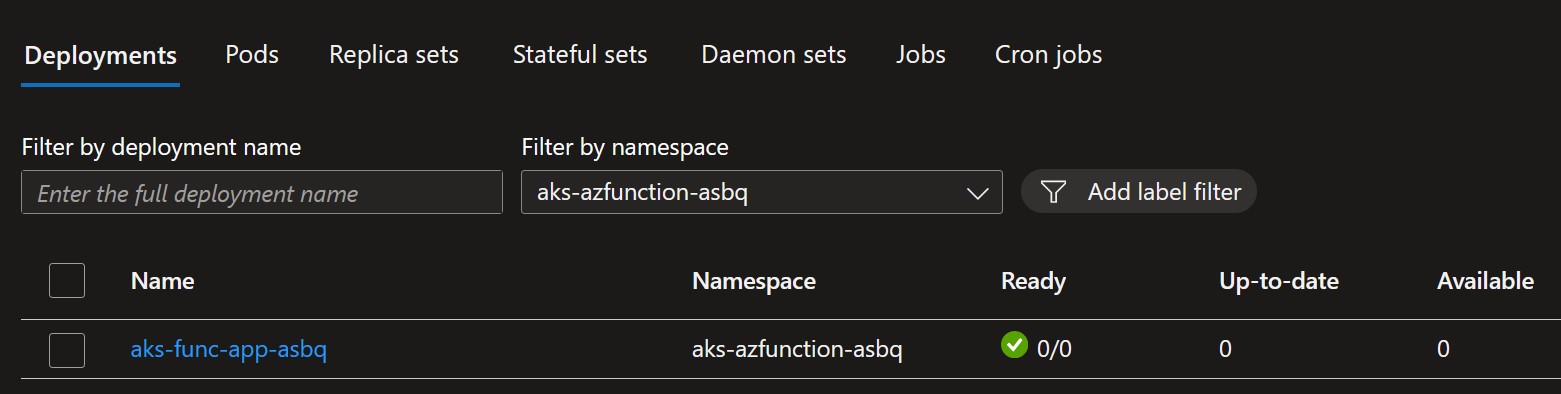 Deployments Pods Replica sets Stateful sets Daemon sets Jobs Cron jobs
Filter by deployment name Filter by namespace
Enter the full deployment name aks-azfunction-asbq Add label filter
Name Namespace Ready Up-to-date Available
aks-func-app-asbq aks-azfunction-asbq 0/0 0 0